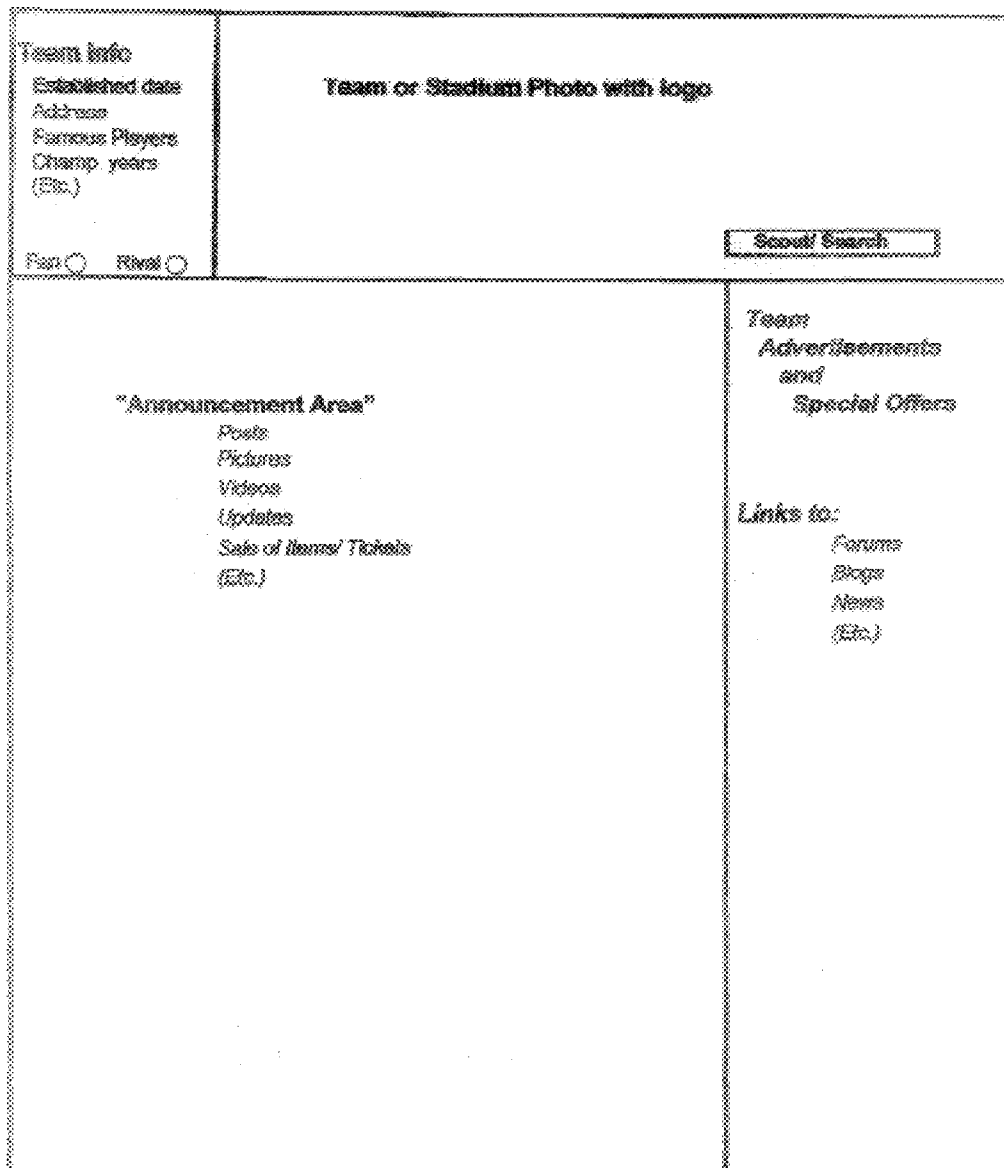 Team Info
Established date
Address
Famous Players
Champ. years
(Etc.)
Fan Rival
Team or Stadium Photo with logo
Scout/ Search
"Announcement Area"
Posts
Pictures
Videos
Updates
Sale of Items/ Tickets
(Etc.)
Team
Advertisements
and
Special Offers
Links to:
Forums
Blogs
News
(Etc.)